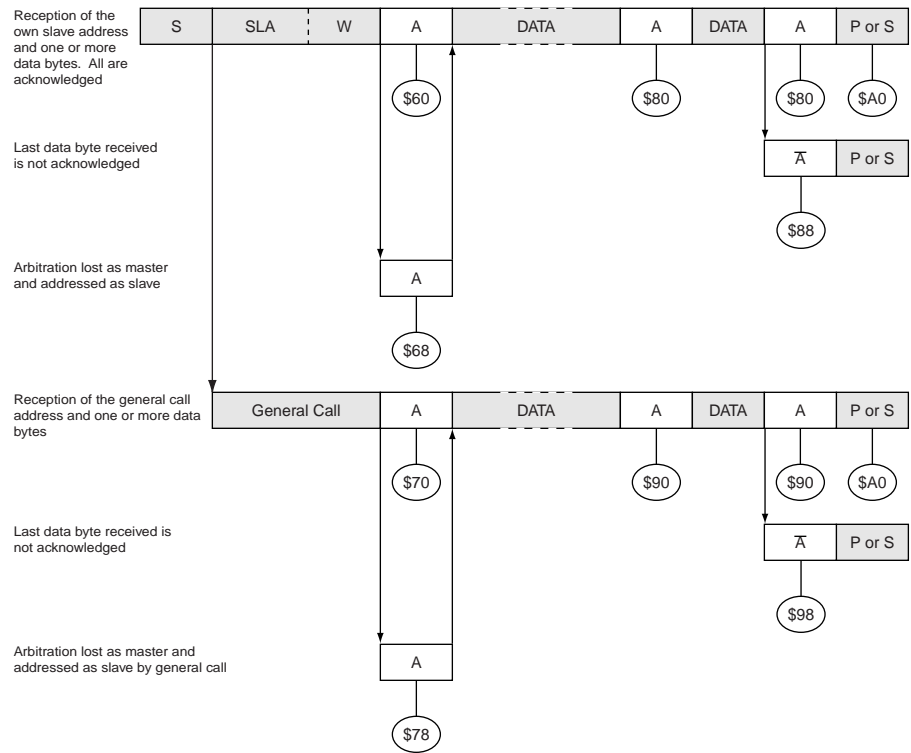 Reception of the
own slave address
and one or more
data bytes. All are
acknowledged
S SLA W A DATA A DATA A P or S
$60 $80 $80 $A0
Last data byte received
is not acknowledged
A̅ P or S
$88
Arbitration lost as master
and addressed as slave
A
$68
Reception of the general call
address and one or more data
bytes
General Call A DATA A DATA A P or S
$70 $90 $90 $A0
Last data byte received is
not acknowledged
A̅ P or S
$98
Arbitration lost as master and
addressed as slave by general call
A
$78